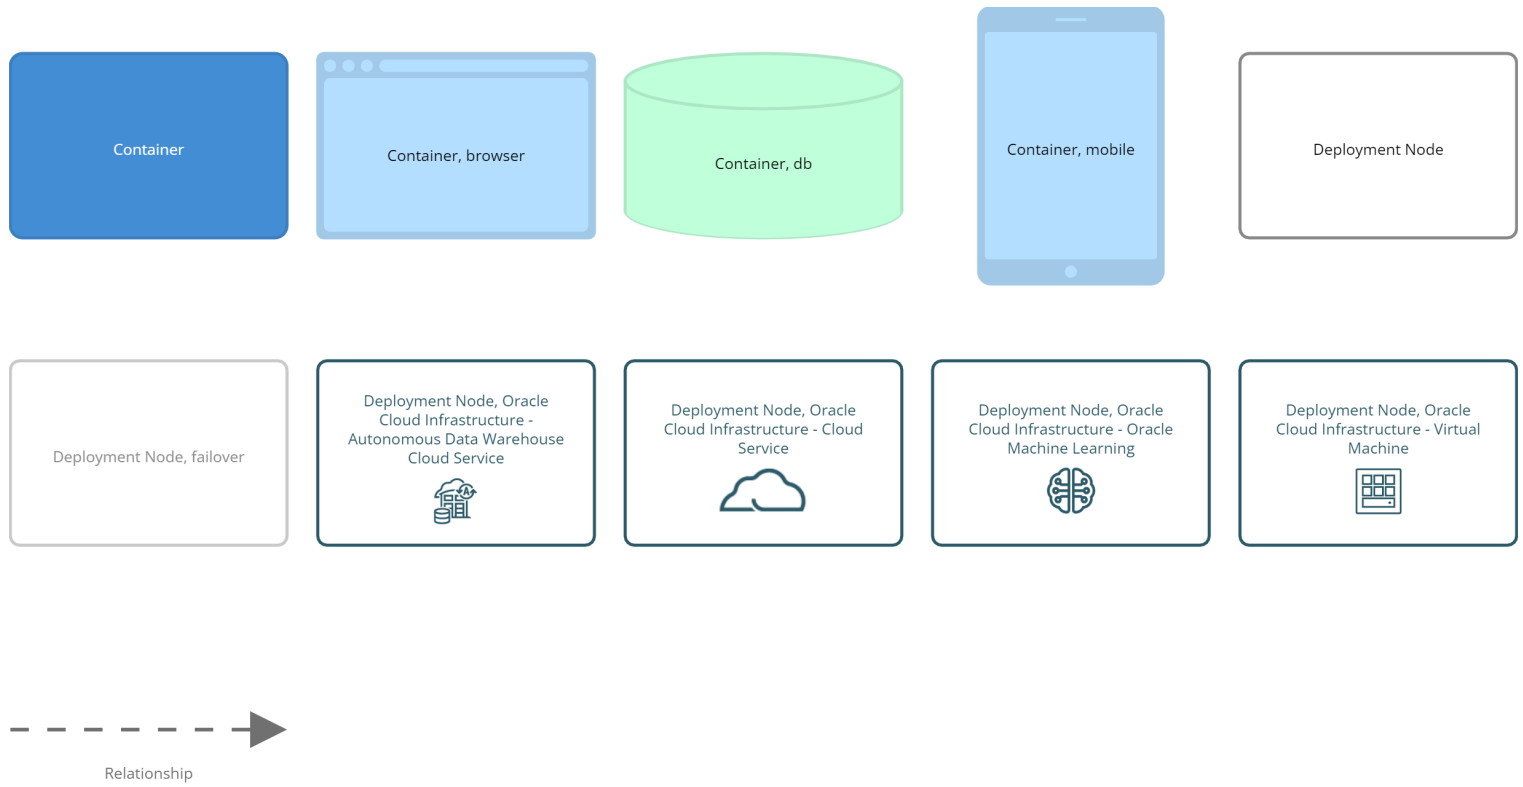 Container
Container, browser
Container, db
Container, mobile
Deployment Node
Deployment Node, failover
Deployment Node, Oracle
Cloud Infrastructure -
Autonomous Data Warehouse
Cloud Service
A
Deployment Node, Oracle
Cloud Infrastructure - Cloud
Service
Deployment Node, Oracle
Cloud Infrastructure - Oracle
Machine Learning
Deployment Node, Oracle
Cloud Infrastructure - Virtual
Machine
Relationship